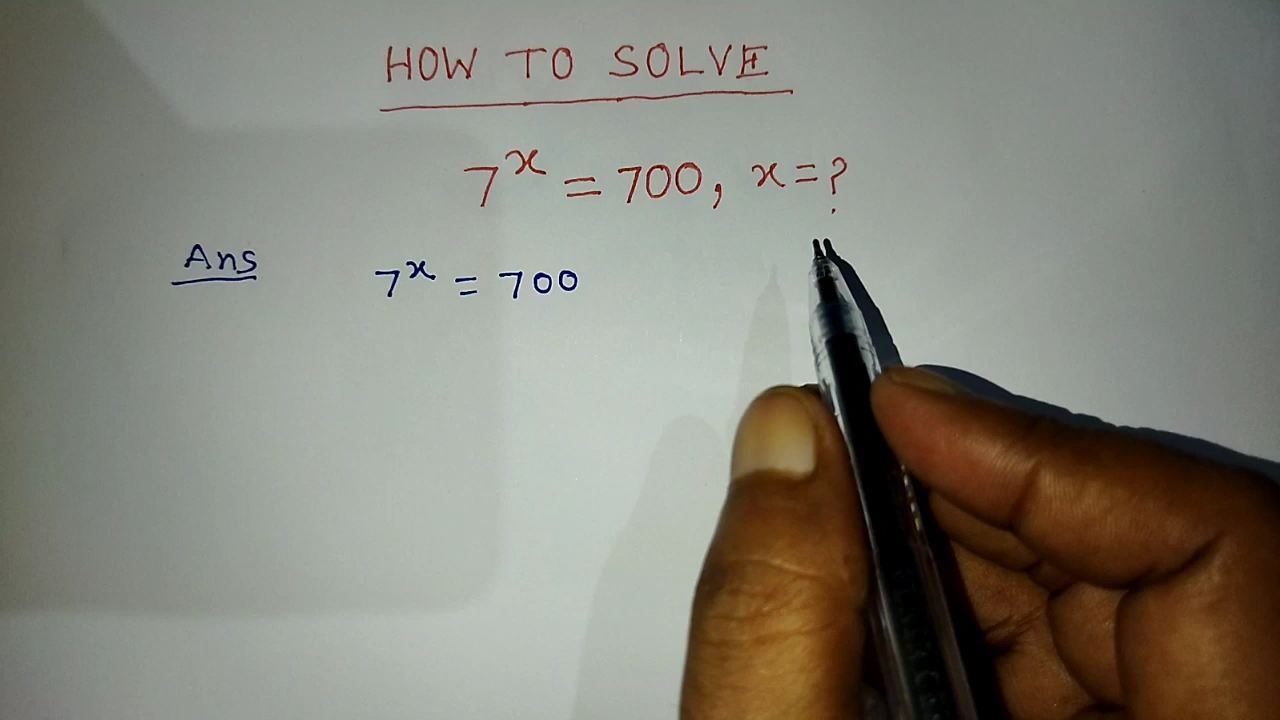 HOW TO SOLVE
7^x = 700, x = ?
Ans 7^x = 700